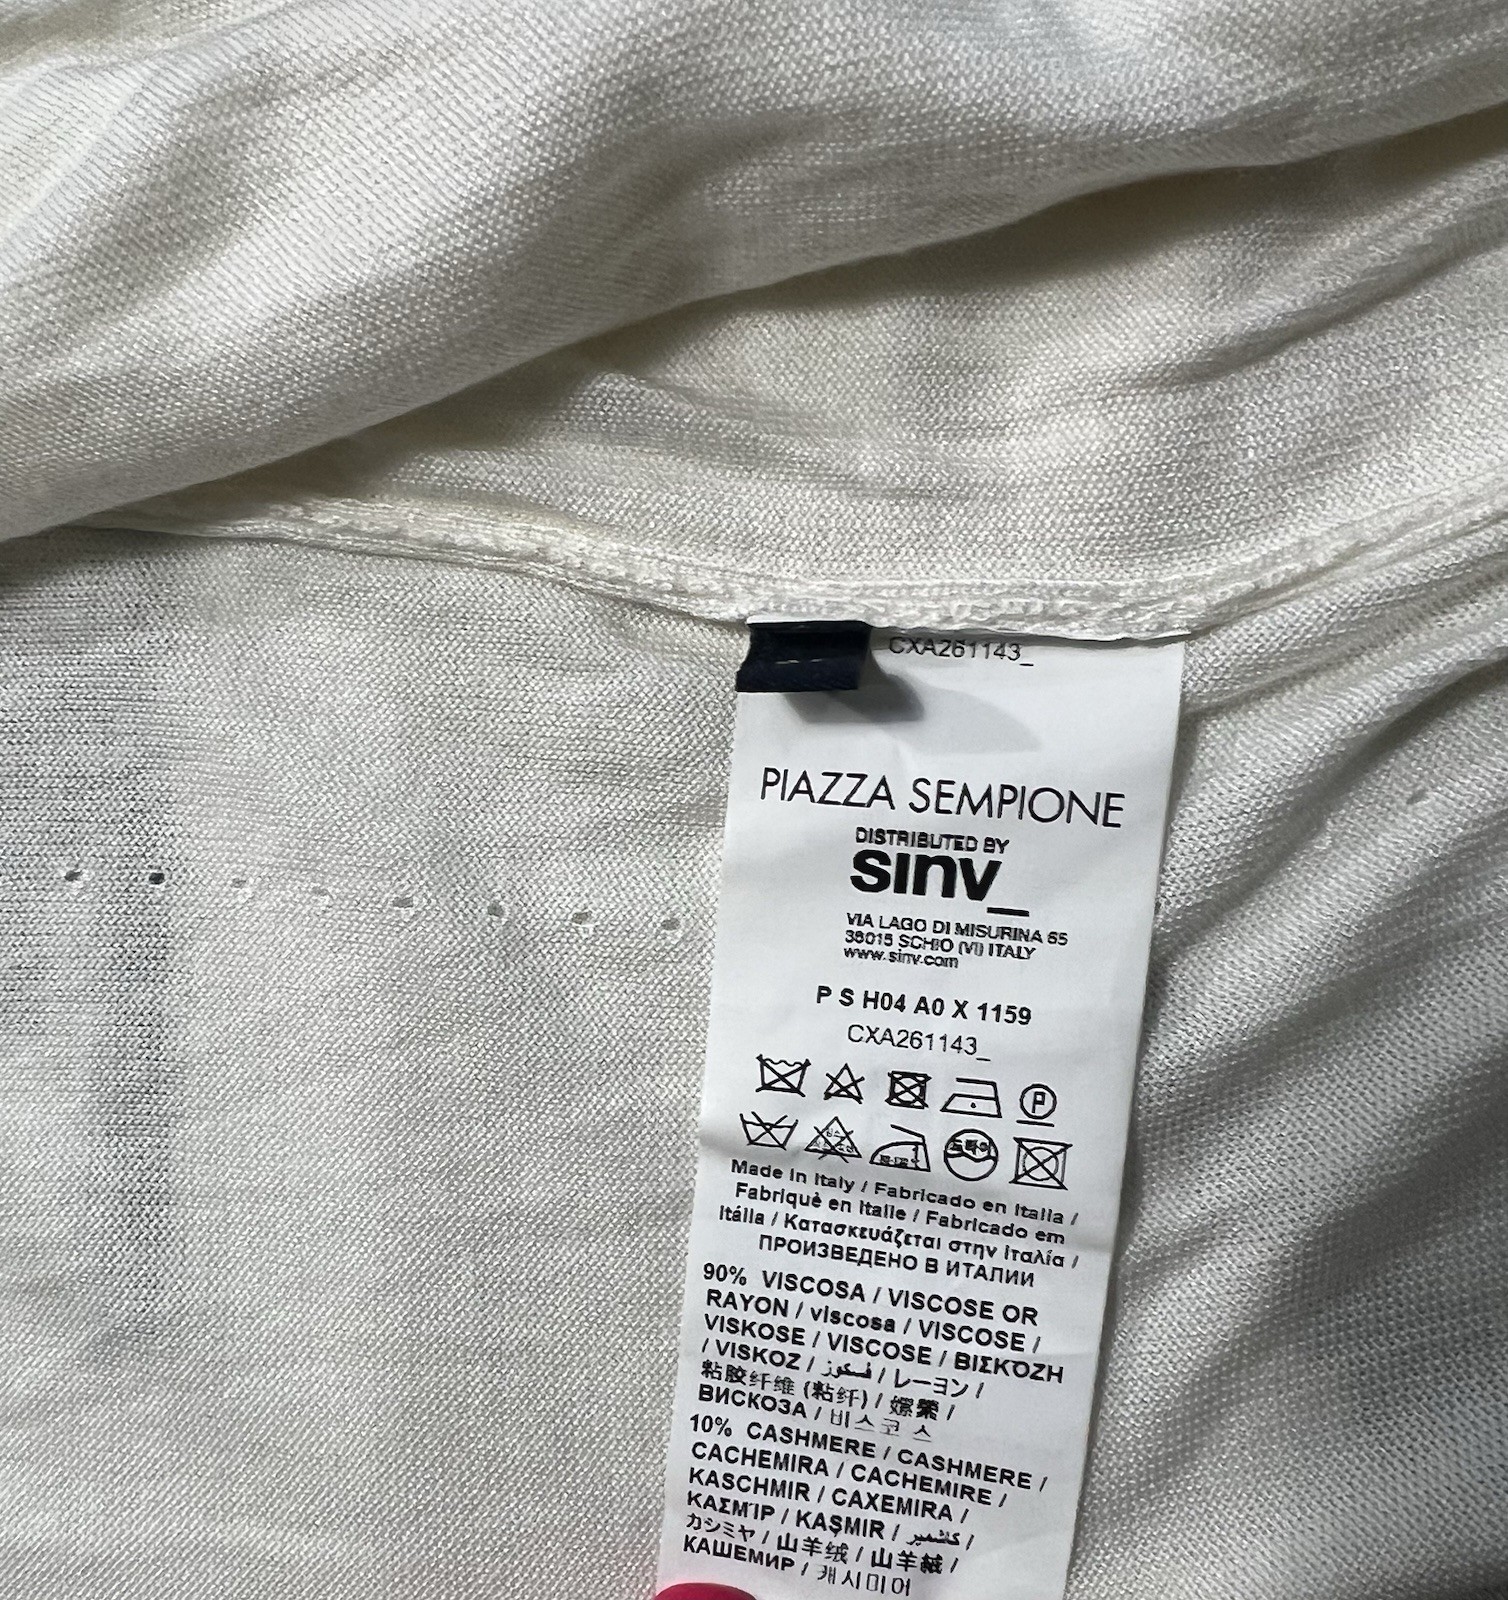 CXA261143_
PIAZZA SEMPIONE
DISTRIBUTED BY
sinv_
VIA LAGO DI MISURINA 65
36015 SCHIO (VI) ITALY
www.sinv.com
P S H04 A0 X 1159
CXA261143_
P
Made in Italy / Fabricado en Italia /
Fabriqué en Italie / Fabricado em
Itália / Κατασκευάζεται στην Ιταλία /
ПРОИЗВЕДЕНО В ИТАЛИИ
90% VISCOSA / VISCOSE OR
RAYON / viscosa / VISCOSE /
VISKOSE / VISCOSE / ΒΙΣΚΌΖΗ
/ VISKOZ / فسكوز / レーヨン /
粘胶纤维 (粘纤) / 嫘縈 /
ВИСКОЗА / 비스코스
10% CASHMERE / CASHMERE /
CACHEMIRA / CACHEMIRE /
KASCHMIR / CAXEMIRA /
ΚΑΣΜΊΡ / KAŞMIR / كشمير /
カシミヤ / 山羊绒 / 山羊絨 /
КАШЕМИР / 캐시미어